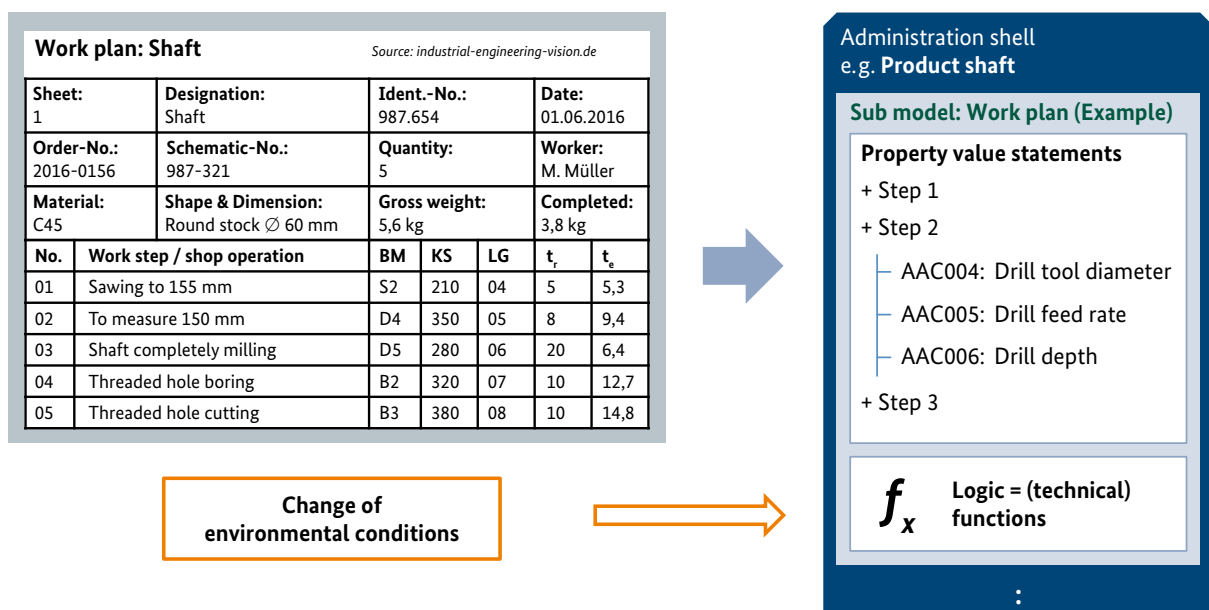 Work plan: Shaft Source: industrial-engineering-vision.de
Sheet: Designation: Ident.-No.: Date:
1 Shaft 987.654 01.06.2016
Order-No.: Schematic-No.: Quantity: Worker:
2016-0156 987-321 5 M. Müller
Material: Shape & Dimension: Gross weight: Completed:
C45 Round stock ∅ 60 mm 5,6 kg 3,8 kg
No. Work step / shop operation BM KS LG tr te
01 Sawing to 155 mm S2 210 04 5 5,3
02 To measure 150 mm D4 350 05 8 9,4
03 Shaft completely milling D5 280 06 20 6,4
04 Threaded hole boring B2 320 07 10 12,7
05 Threaded hole cutting B3 380 08 10 14,8
Change of
environmental conditions
Administration shell
e.g. Product shaft
Sub model: Work plan (Example)
Property value statements
+ Step 1
+ Step 2
AAC004: Drill tool diameter
AAC005: Drill feed rate
AAC006: Drill depth
+ Step 3
fx Logic = (technical)
functions
: